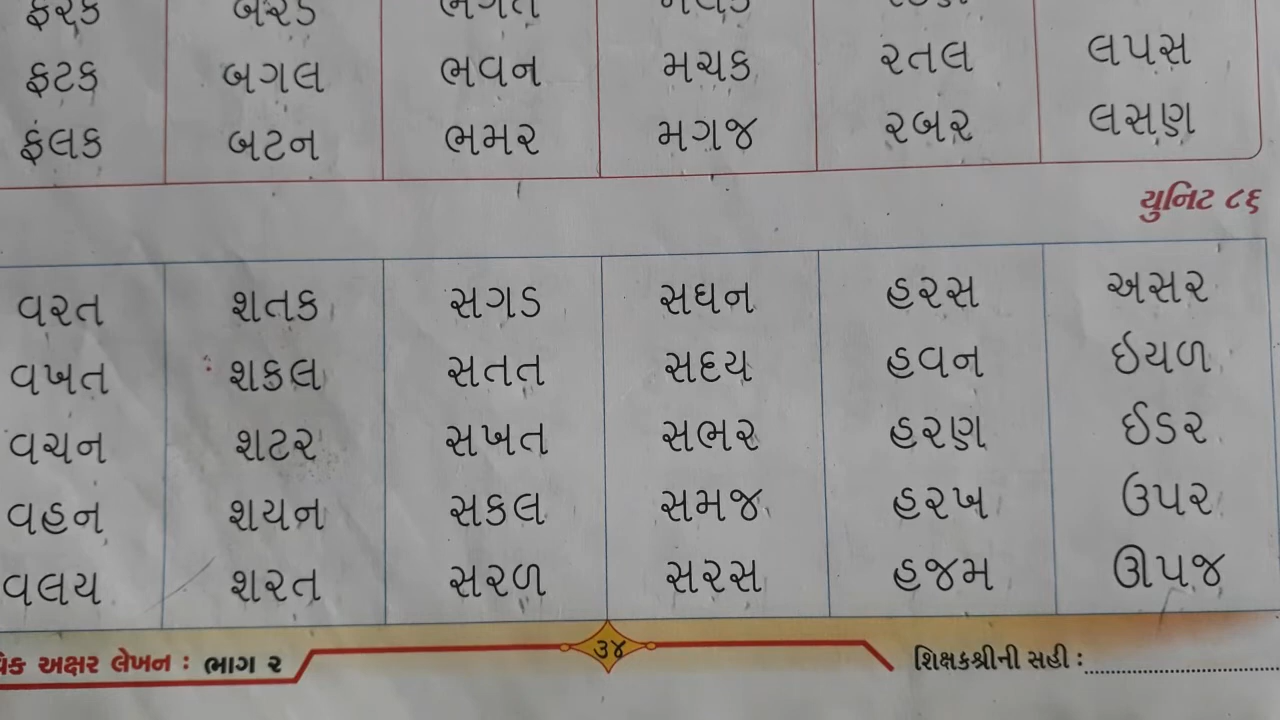 ફટક બગલ ભવન મચક રતલ લપસ
ફલક બટન ભમર મગજ રબર લસણ
યુનિટ ૮૬
વરત શતક સગડ સઘન હરસ અસર
વખત શકલ સતત સદય હવન ઇયળ
વચન શટર સખત સભર હરણ ઈડર
વહન શયન સકલ સમજ હરખ ઉપર
વલય શરત સરળ સરસ હજમ ઊપજ
અક્ષર લેખન : ભાગ ૨ ૩૪ શિક્ષકશ્રીની સહી :